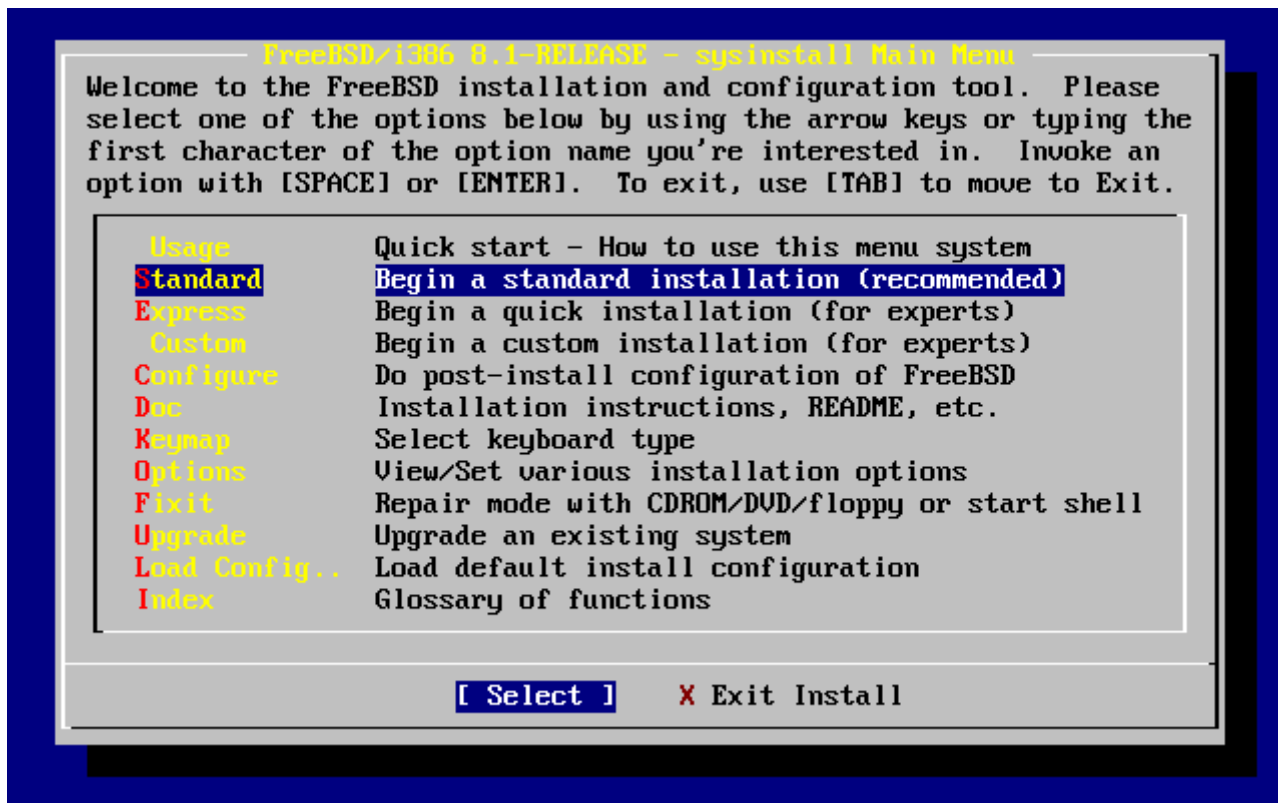 FreeBSD/i386 8.1-RELEASE - sysinstall Main Menu
Welcome to the FreeBSD installation and configuration tool.  Please
select one of the options below by using the arrow keys or typing the
first character of the option name you're interested in.  Invoke an
option with [SPACE] or [ENTER].  To exit, use [TAB] to move to Exit.
Usage Quick start - How to use this menu system
Standard Begin a standard installation (recommended)
Express Begin a quick installation (for experts)
Custom Begin a custom installation (for experts)
Configure Do post-install configuration of FreeBSD
Doc Installation instructions, README, etc.
Keymap Select keyboard type
Options View/Set various installation options
Fixit Repair mode with CDROM/DVD/floppy or start shell
Upgrade Upgrade an existing system
Load Config.. Load default install configuration
Index Glossary of functions
[ Select ] X Exit Install